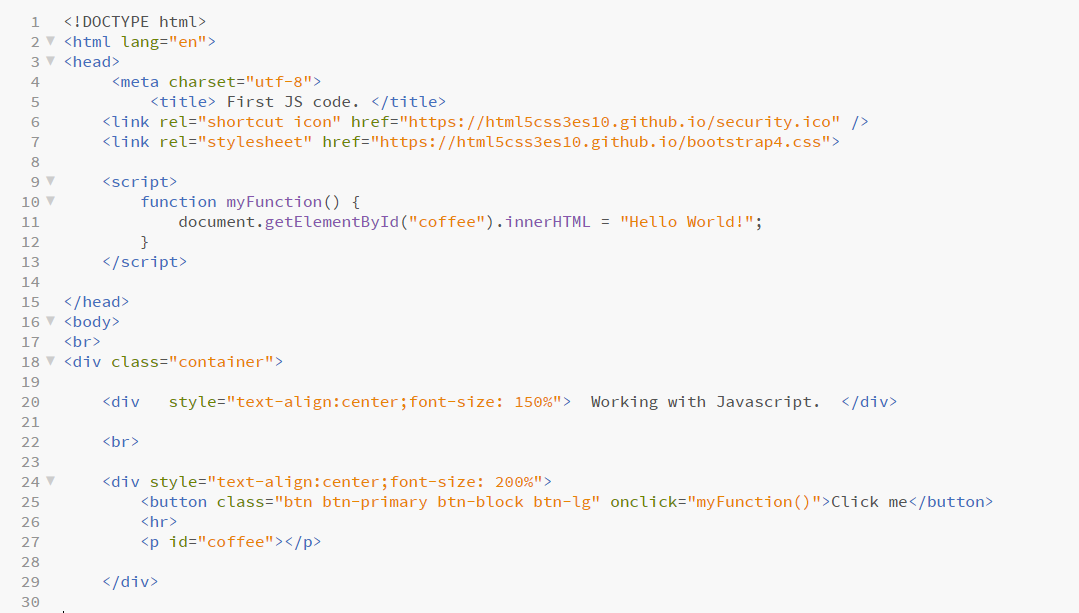 1 <!DOCTYPE html>
2 <html lang="en">
3 <head>
4 <meta charset="utf-8">
5 <title> First JS code. </title>
6 <link rel="shortcut icon" href="https://html5css3es10.github.io/security.ico" />
7 <link rel="stylesheet" href="https://html5css3es10.github.io/bootstrap4.css">
8
9 <script>
10 function myFunction() {
11 document.getElementById("coffee").innerHTML = "Hello World!";
12 }
13 </script>
14
15 </head>
16 <body>
17 <br>
18 <div class="container">
19
20 <div   style="text-align:center;font-size: 150%">  Working with Javascript.  </div>
21
22 <br>
23
24 <div style="text-align:center;font-size: 200%">
25 <button class="btn btn-primary btn-block btn-lg" onclick="myFunction()">Click me</button>
26 <hr>
27 <p id="coffee"></p>
28
29 </div>
30